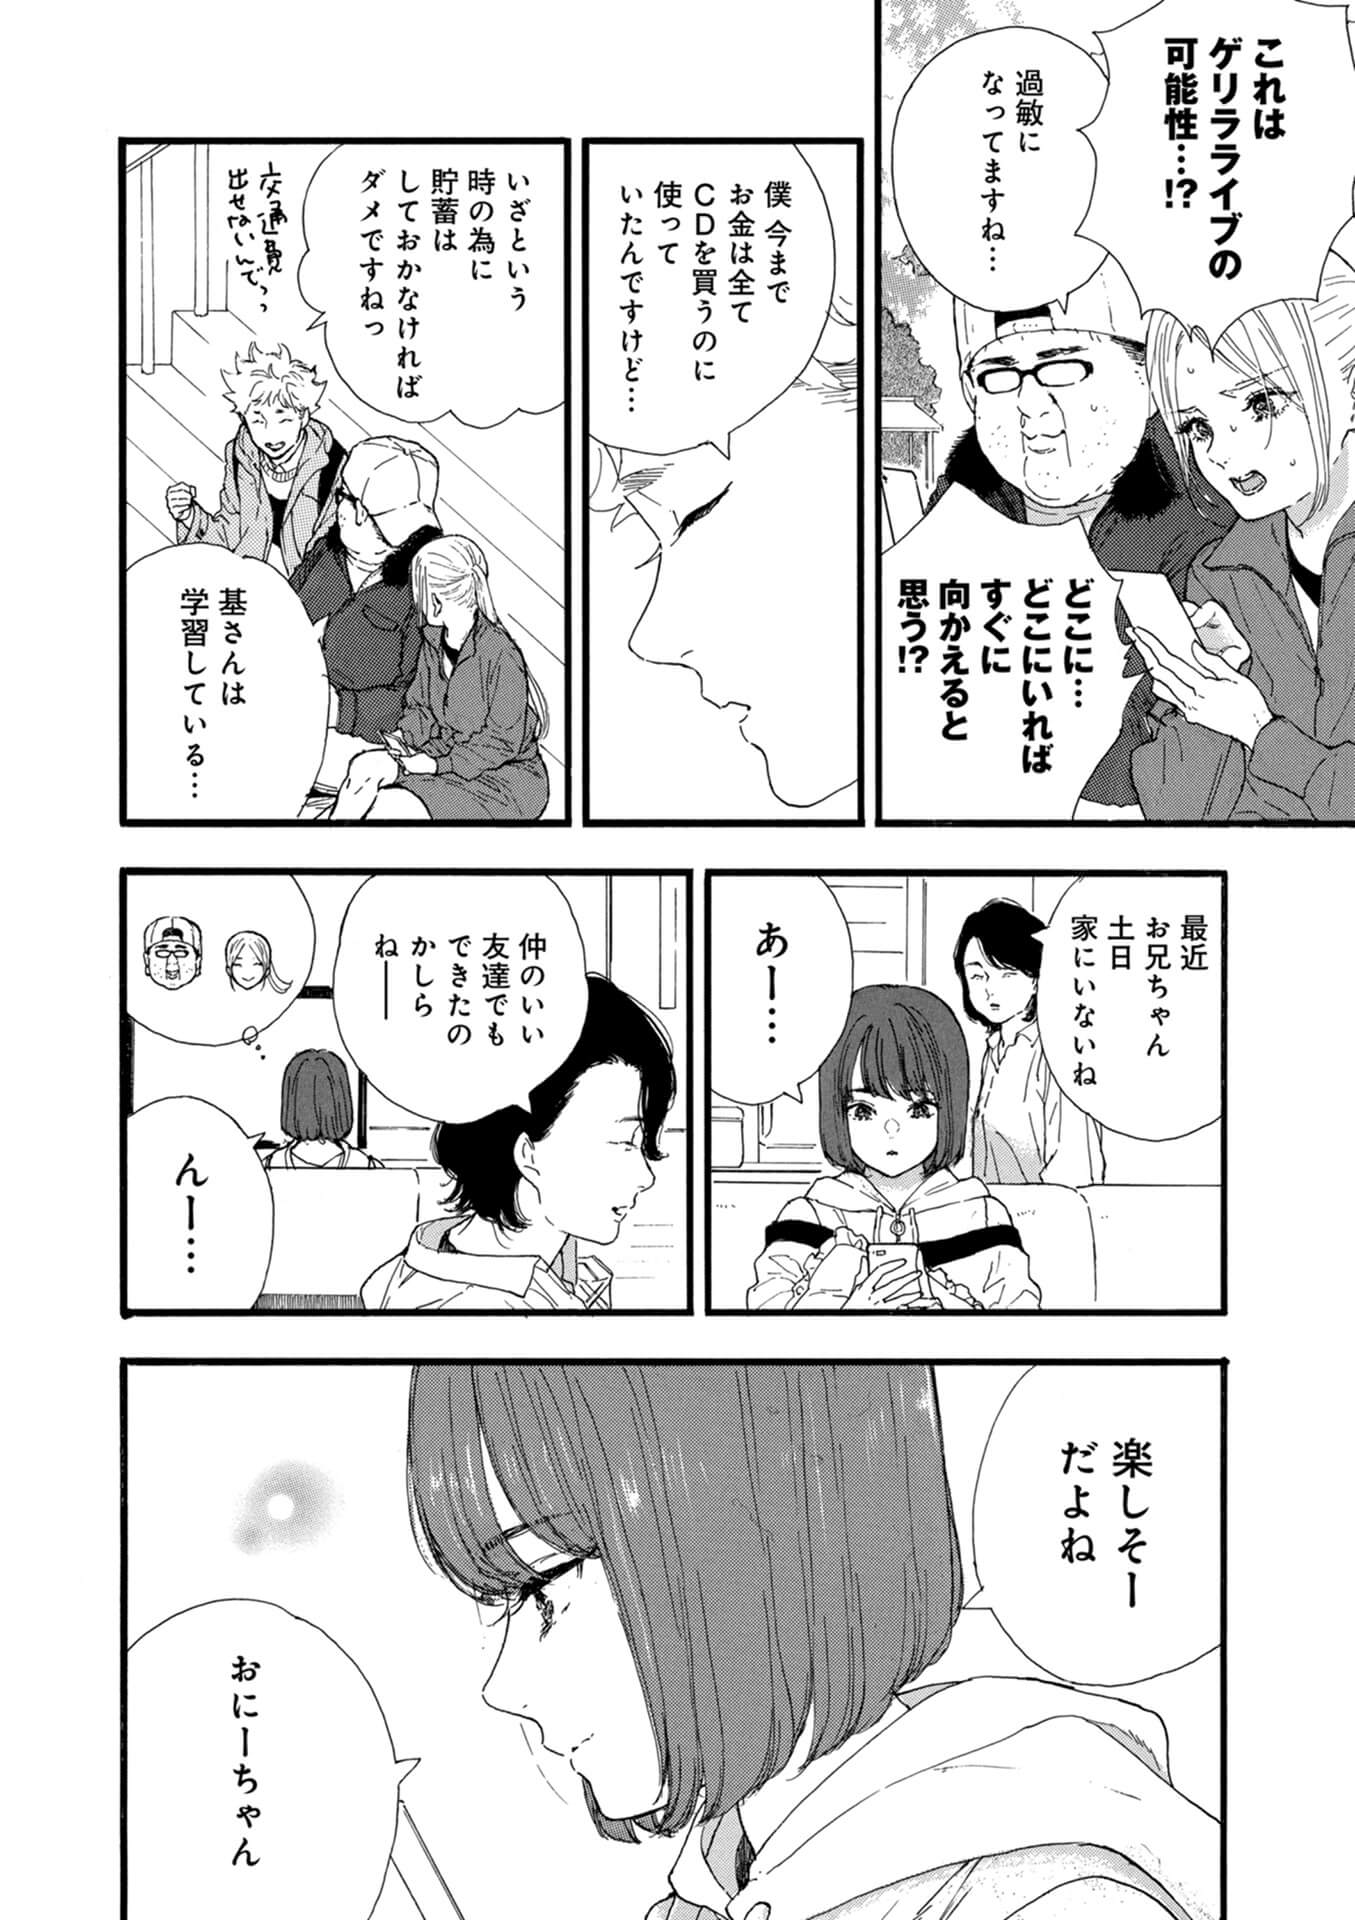 これは
ゲリラライブの
可能性…!?
過敏に
なってますね…
どこに…
どこにいれば
すぐに
向かえると
思う!?
僕 今まで
お金は全て
CDを買うのに
使って
いたんですけど…
いざという
時の為に
貯蓄は
しておかなければ
ダメですねっ
交通費
出せないんでっっ
基さんは
学習している…
最近
お兄ちゃん
土日
家にいないね
あー…
仲のいい
友達でも
できたの
かしら
ね──
んー…
楽しそー
だよね
おにーちゃん